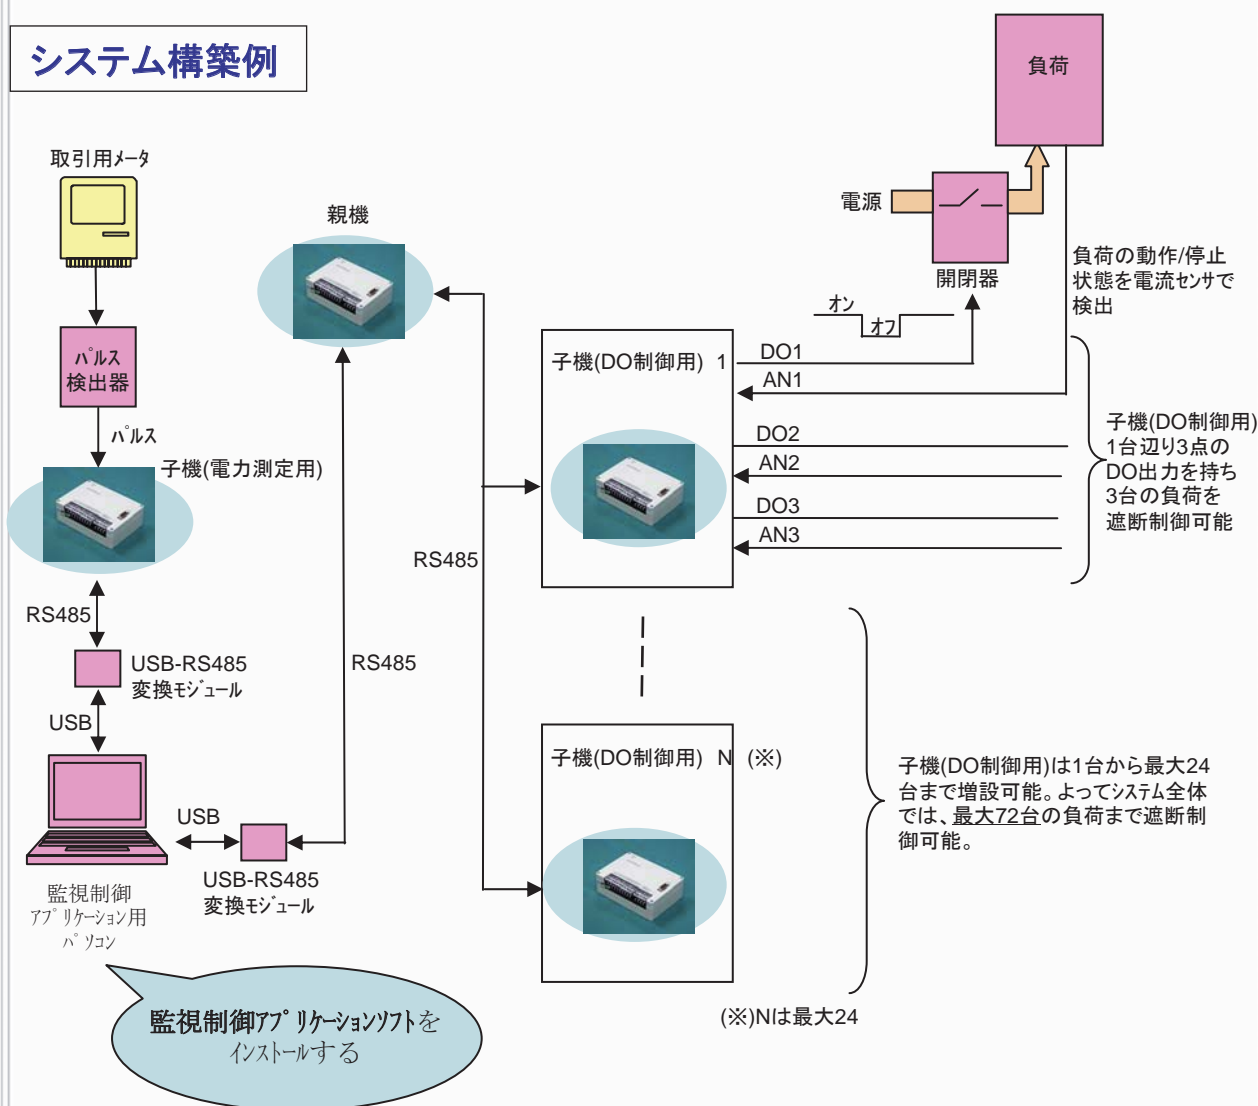 システム構築例
負荷
取引用ﾒｰﾀ
親機
電源
開閉器
負荷の動作/停止
状態を電流ｾﾝｻで
検出
ｵﾝ
ｵﾌ
ﾊﾟﾙｽ
検出器
ﾊﾟﾙｽ
子機(電力測定用)
子機(DO制御用) 1
DO1
AN1
DO2
AN2
DO3
AN3
子機(DO制御用)
1台辺り3点の
DO出力を持ち
3台の負荷を
遮断制御可能
RS485
RS485
RS485
USB-RS485
変換ﾓｼﾞｭｰﾙ
USB
USB
USB-RS485
変換ﾓｼﾞｭｰﾙ
監視制御
ｱﾌﾟﾘｹｰｼｮﾝ用
ﾊﾟｿｺﾝ
子機(DO制御用) N (※)
子機(DO制御用)は1台から最大24
台まで増設可能。よってｼｽﾃﾑ全体
では、最大72台の負荷まで遮断制
御可能。
(※)Nは最大24
監視制御ｱﾌﾟﾘｹｰｼｮﾝｿﾌﾄを
ｲﾝｽﾄｰﾙする